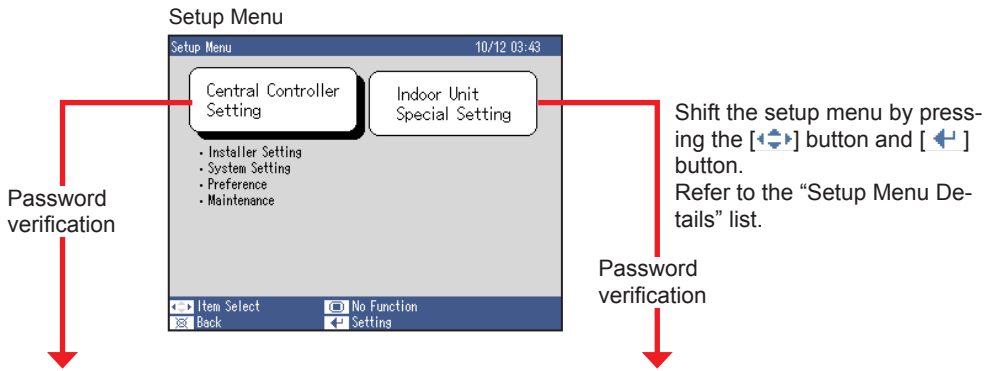 Setup Menu
Setup Menu 10/12 03:43
Central Controller
Setting
Indoor Unit
Special Setting
・Installer Setting
・System Setting
・Preference
・Maintenance
Item Select No Function
Back Setting
Password
verification
Shift the setup menu by press-
ing the [ ] button and [ ]
button.
Refer to the “Setup Menu De-
tails” list.
Password
verification